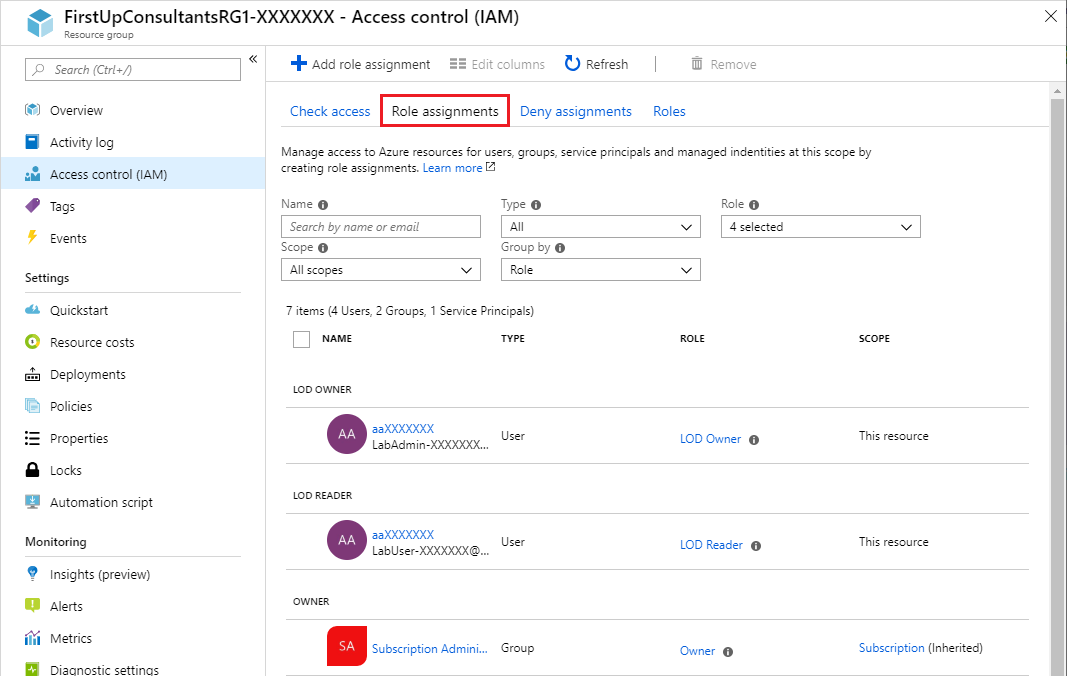 FirstUpConsultantsRG1-XXXXXXX - Access control (IAM)
Resource group
Search (Ctrl+/)
«
Overview
Activity log
Access control (IAM)
Tags
Events
Settings
Quickstart
Resource costs
Deployments
Policies
Properties
Locks
Automation script
Monitoring
Insights (preview)
Alerts
Metrics
Diagnostic settings
Add role assignment
Edit columns
Refresh
Remove
Check access
Role assignments
Deny assignments
Roles
Manage access to Azure resources for users, groups, service principals and managed indentities at this scope by
creating role assignments. Learn more
Name
Type
Role
Search by name or email
All
4 selected
Scope
Group by
All scopes
Role
7 items (4 Users, 2 Groups, 1 Service Principals)
NAME TYPE ROLE SCOPE
LOD OWNER
AA
aaXXXXXXX
LabAdmin-XXXXXXX...
User
LOD Owner
This resource
LOD READER
AA
aaXXXXXXX
LabUser-XXXXXXX@...
User
LOD Reader
This resource
OWNER
SA
Subscription Admini...
Group
Owner
Subscription (Inherited)